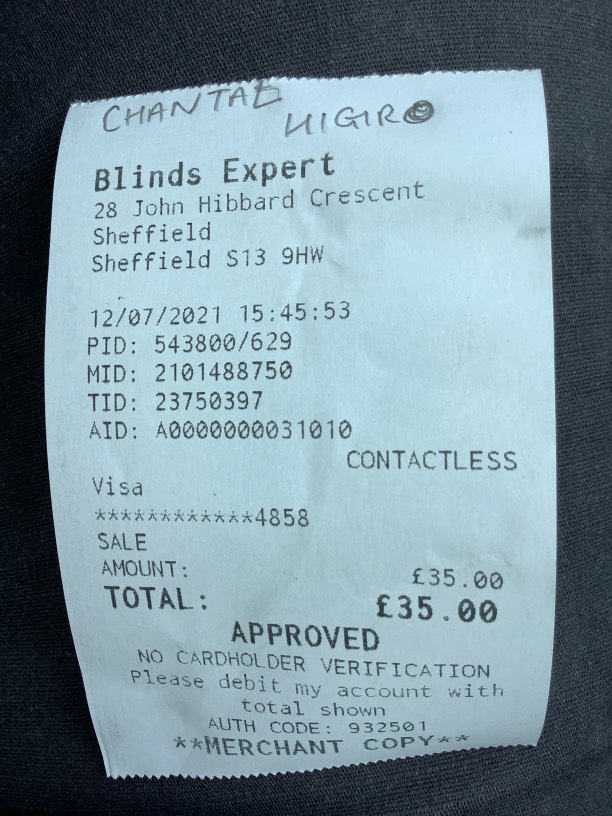 CHANTAL HIGIRO
Blinds Expert
28 John Hibbard Crescent
Sheffield
Sheffield S13 9HW
12/07/2021 15:45:53
PID: 543800/629
MID: 2101488750
TID: 23750397
AID: A0000000031010
CONTACTLESS
Visa
************4858
SALE
AMOUNT: £35.00
TOTAL: £35.00
APPROVED
NO CARDHOLDER VERIFICATION
Please debit my account with
total shown
AUTH CODE: 932501
**MERCHANT COPY**